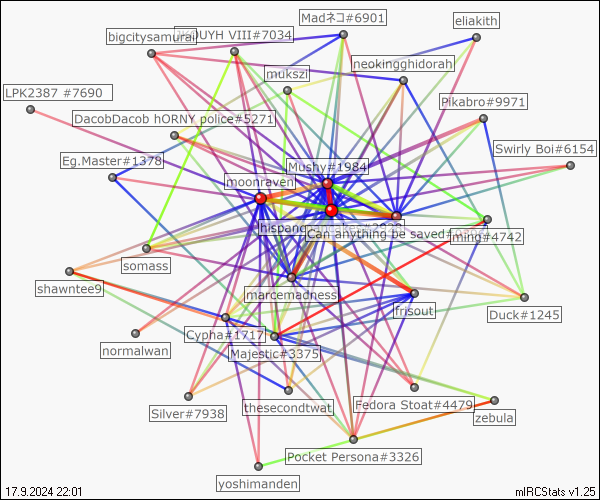 Madネコ#6901
eliakith
bigcitysamuraji
OUYH VIII#7034
neokingghidorah
mukszi
LPK2387 #7690
Pikabro#9971
DacobDacob hORNY police#5271
Swirly Boi#6154
Eg.Master#1378
Mushy#1984
moonraven
Can anything be saved
ming#4742
somass
shawntee9
marcemadness
frisout
Duck#1245
Cypha#1717
normalwan
Majestic#3375
Silver#7938
thesecondtwat
Fedora Stoat#4479
zebula
Pocket Persona#3326
yoshimanden
17.9.2024 22:01
mIRCStats v1.25